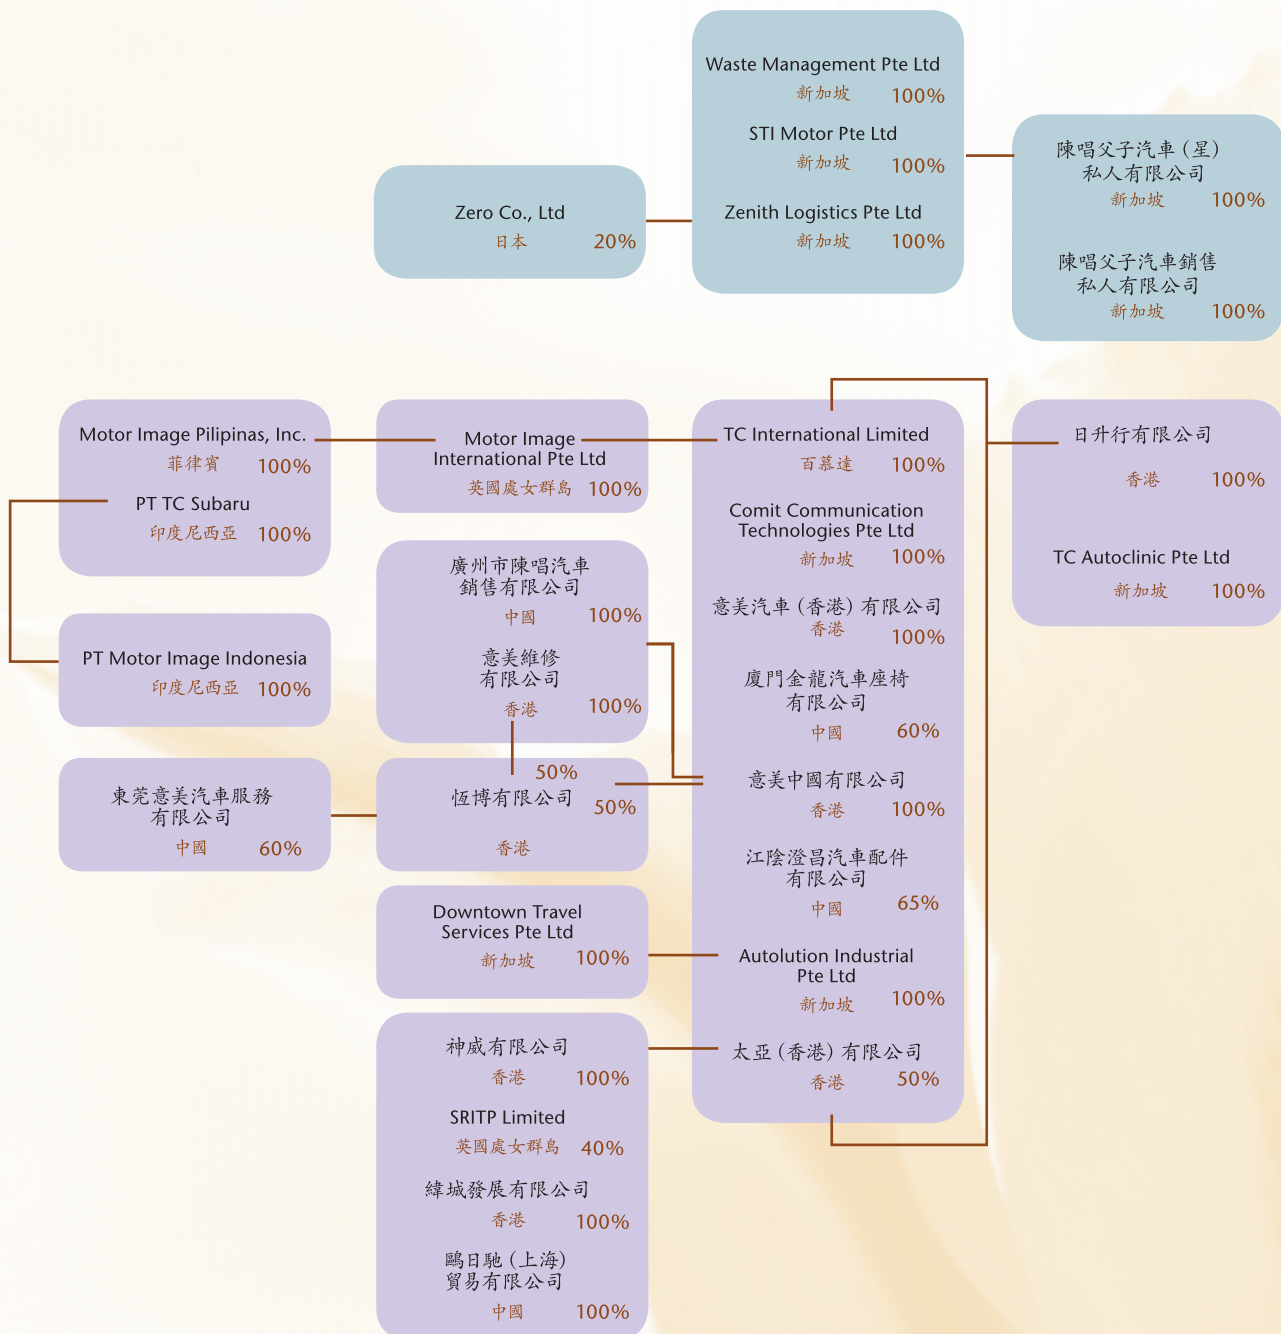 Waste Management Pte Ltd
新加坡 100%
STI Motor Pte Ltd
新加坡 100%
Zenith Logistics Pte Ltd
新加坡 100%
陳唱父子汽車（星）
私人有限公司
新加坡 100%
陳唱父子汽車銷售
私人有限公司
新加坡 100%
Zero Co., Ltd
日本 20%
Motor Image Pilipinas, Inc.
菲律賓 100%
PT TC Subaru
印度尼西亞 100%
PT Motor Image Indonesia
印度尼西亞 100%
東莞意美汽車服務
有限公司
中國 60%
Motor Image
International Pte Ltd
英國處女群島 100%
廣州市陳唱汽車
銷售有限公司
中國 100%
意美維修
有限公司
香港 100%
50%
恆博有限公司 50%
香港
Downtown Travel
Services Pte Ltd
新加坡 100%
神威有限公司
香港 100%
SRITP Limited
英國處女群島 40%
緯城發展有限公司
香港 100%
鷗日馳（上海）
貿易有限公司
中國 100%
TC International Limited
百慕達 100%
Comit Communication
Technologies Pte Ltd
新加坡 100%
意美汽車（香港）有限公司
香港 100%
廈門金龍汽車座椅
有限公司
中國 60%
意美中國有限公司
香港 100%
江陰澄昌汽車配件
有限公司
中國 65%
Autolution Industrial
Pte Ltd
新加坡 100%
太亞（香港）有限公司
香港 50%
日升行有限公司
香港 100%
TC Autoclinic Pte Ltd
新加坡 100%